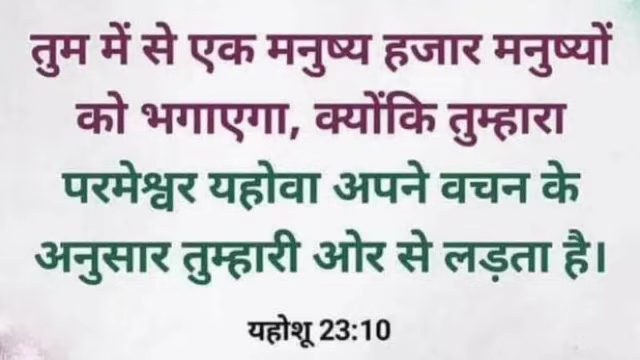 तुम में से एक मनुष्य हजार मनुष्यों
को भगाएगा, क्योंकि तुम्हारा
परमेश्वर यहोवा अपने वचन के
अनुसार तुम्हारी ओर से लड़ता है।
यहोशू 23:10